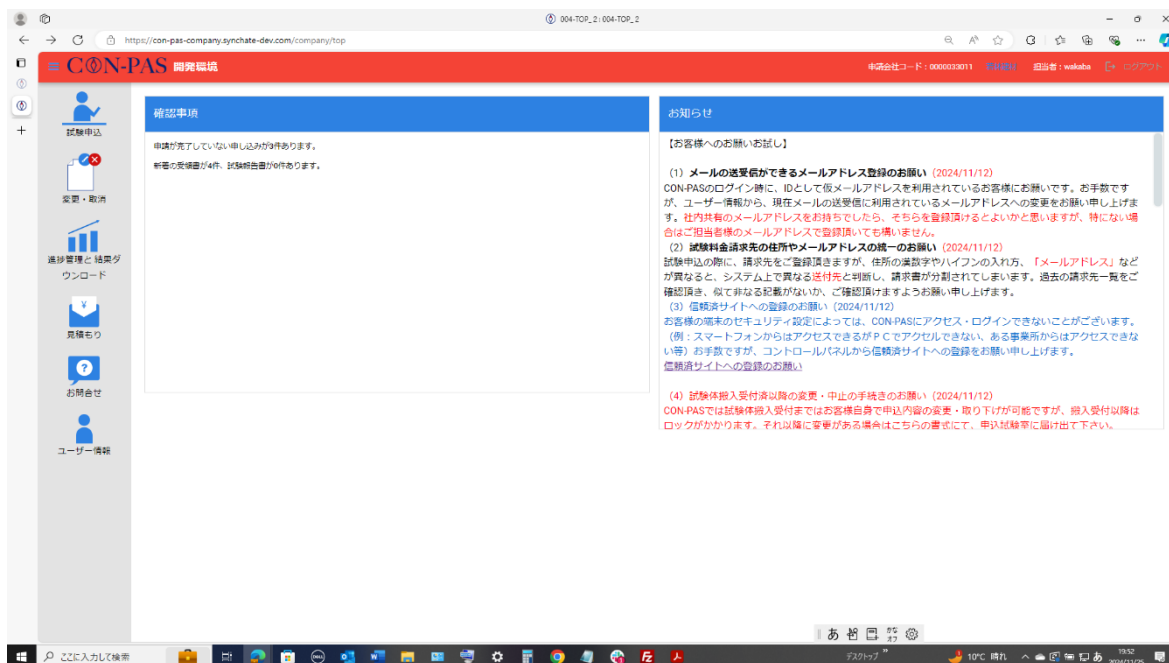 004-TOP_2 : 004-TOP_2
https://con-pas-company.synchate-dev.com/company/top
CON-PAS 開発環境
申請会社コード : 0000033011
担当者 : wakaba
ログアウト
試験申込
変更・取消
進捗管理と結果ダ
ウンロード
見積もり
お問合せ
ユーザー情報
確認事項
申請が完了していない申し込みが9件あります。
新着の受領書が4件、試験報告書が0件あります。
お知らせ
【お客様へのお願いお試し】
（1）メールの送受信ができるメールアドレス登録のお願い（2024/11/12）
CON-PASのログイン時に、IDとして仮メールアドレスを利用されているお客様にお願いです。お手数です
が、ユーザー情報から、現在メールの送受信に利用されているメールアドレスへの変更をお願い申し上げま
す。社内共有のメールアドレスをお持ちでしたら、そちらを登録頂けるとよいかと思いますが、特にない場
合はご担当者様のメールアドレスで登録頂いても構いません。
（2）試験料金請求先の住所やメールアドレスの統一のお願い（2024/11/12）
試験申込の際に、請求先をご登録頂きますが、住所の漢数字やハイフンの入れ方、「メールアドレス」など
が異なると、システム上で異なる送付先と判断し、請求書が分割されてしまいます。過去の請求先一覧をご
確認頂き、似て非なる記載がないか、ご確認頂けますようお願い申し上げます。
（3）信頼済サイトへの登録のお願い（2024/11/12）
お客様の端末のセキュリティ設定によっては、CON-PASにアクセス・ログインできないことがございます。
（例：スマートフォンからはアクセスできるがＰＣでアクセルできない、ある事業所からはアクセスできな
い等）お手数ですが、コントロールパネルから信頼済サイトへの登録をお願い申し上げます。
信頼済サイトへの登録のお願い
（4）試験体搬入受付済以降の変更・中止の手続きのお願い（2024/11/12）
CON-PASでは試験体搬入受付まではお客様自身で申込内容の変更・取り下げが可能ですが、搬入受付以降は
ロックがかかります。それ以降に変更がある場合はこちらの書式にて、申込試験室に届け出て下さい。
あ
かな
オフ
ここに入力して検索
デスクトップ
10°C 晴れ
あ
19:52
2024/11/25